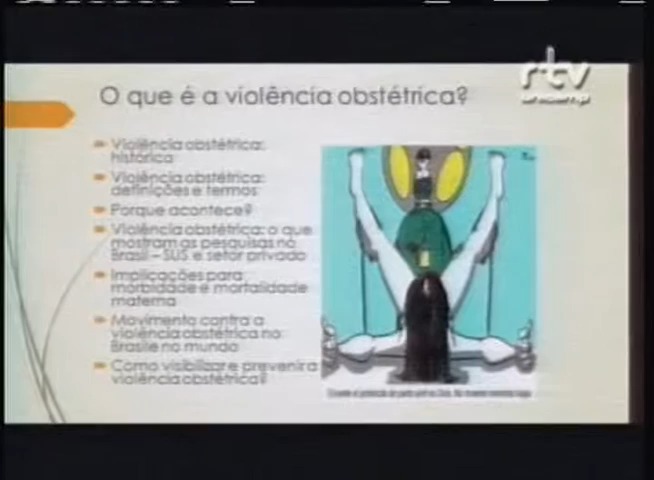 O que é a violência obstétrica?
rtv
unicamp
Violência obstétrica:
histórico
Violência obstétrica:
definições e termos
Porque acontece?
Violência obstétrica: o que
mostram as pesquisas no
Brasil – SUS e setor privado
Implicações para
morbidade e mortalidade
materna
Movimento contra a
violência obstétrica no
Brasil e no mundo
Como visibilizar e prevenir a
violência obstétrica?